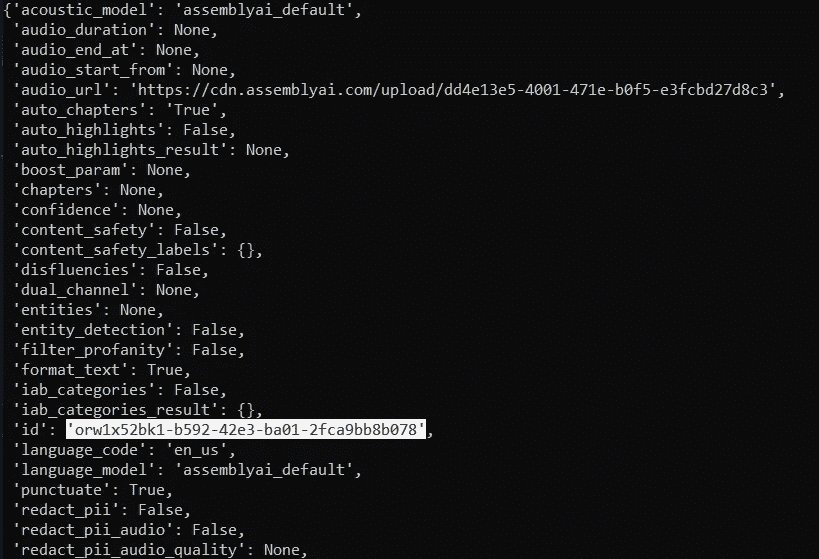 {'acoustic_model': 'assemblyai_default',
'audio_duration': None,
'audio_end_at': None,
'audio_start_from': None,
'audio_url': 'https://cdn.assemblyai.com/upload/dd4e13e5-4001-471e-b0f5-e3fcbd27d8c3',
'auto_chapters': 'True',
'auto_highlights': False,
'auto_highlights_result': None,
'boost_param': None,
'chapters': None,
'confidence': None,
'content_safety': False,
'content_safety_labels': {},
'disfluencies': False,
'dual_channel': None,
'entities': None,
'entity_detection': False,
'filter_profanity': False,
'format_text': True,
'iab_categories': False,
'iab_categories_result': {},
'id': 'orw1x52bk1-b592-42e3-ba01-2fca9bb8b078',
'language_code': 'en_us',
'language_model': 'assemblyai_default',
'punctuate': True,
'redact_pii': False,
'redact_pii_audio': False,
'redact_pii_audio_quality': None,